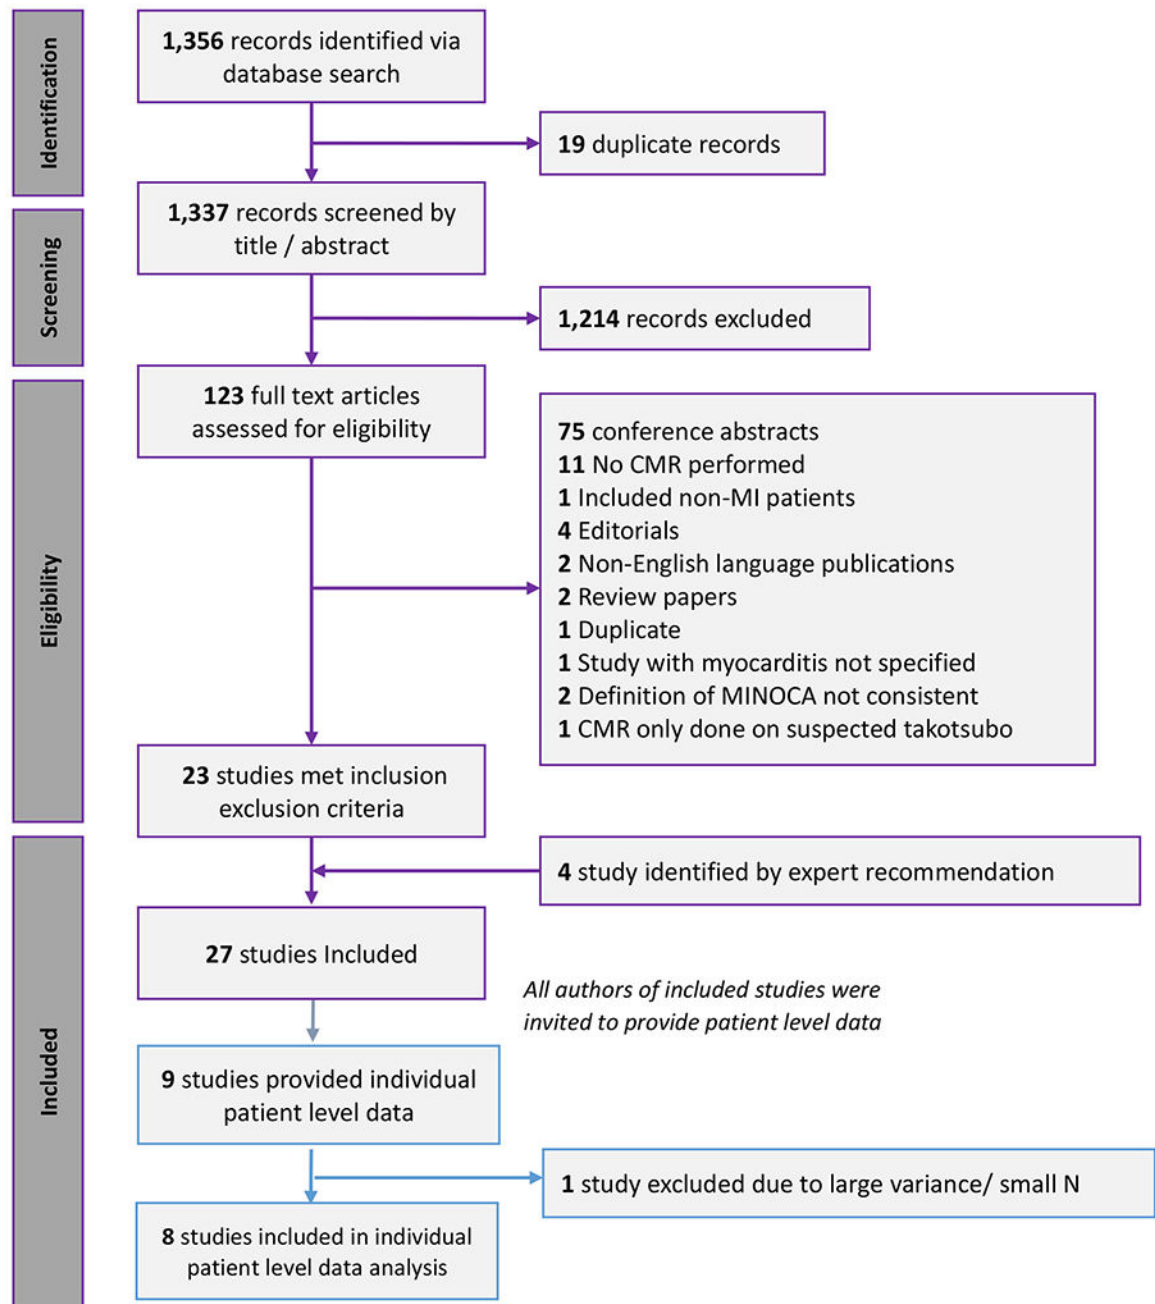 Identification
1,356 records identified via
database search
19 duplicate records
Screening
1,337 records screened by
title / abstract
1,214 records excluded
Eligibility
123 full text articles
assessed for eligibility
75 conference abstracts
11 No CMR performed
1 Included non-MI patients
4 Editorials
2 Non-English language publications
2 Review papers
1 Duplicate
1 Study with myocarditis not specified
2 Definition of MINOCA not consistent
1 CMR only done on suspected takotsubo
23 studies met inclusion
exclusion criteria
Included
4 study identified by expert recommendation
27 studies Included
All authors of included studies were
invited to provide patient level data
9 studies provided individual
patient level data
1 study excluded due to large variance/ small N
8 studies included in individual
patient level data analysis